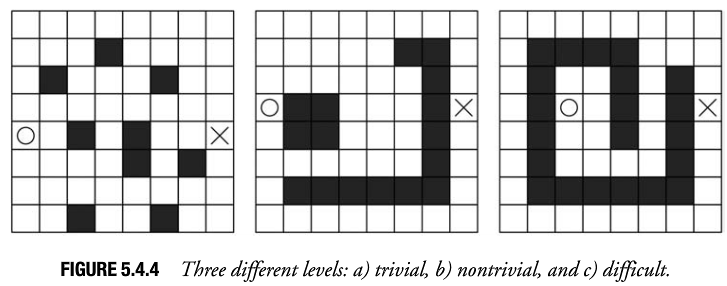 FIGURE 5.4.4 Three different levels: a) trivial, b) nontrivial, and c) difficult.